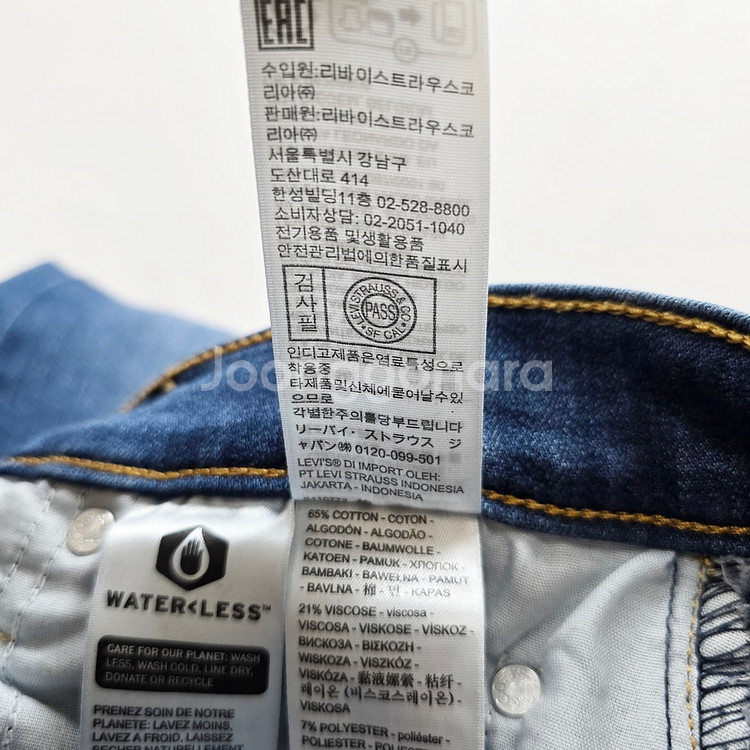 EAC
수입원:리바이스트라우스코
리아㈜
판매원:리바이스트라우스코
리아㈜
서울특별시 강남구
도산대로 414
한성빌딩11층 02-528-8800
소비자상담: 02-2051-1040
전기용품 및생활용품
안전관리법에의한품질표시
검사필
LEVI STRAUSS & CO
PASS
SF CAL
인디고제품은염료특성으로
착용중
타제품및신체에묻어날수있
으므로
각별한주의를당부드립니다
リーバイ・ストラウス ジ
ャパン㈱ 0120-099-501
LEVI'S® DI IMPORT OLEH:
PT LEVI STRAUSS INDONESIA
JAKARTA - INDONESIA
Joonggonara
65% COTTON - COTON -
ALGODÓN - ALGODÃO -
COTONE - BAUMWOLLE -
KATOEN - PAMUK - ХЛОПОК -
BAMBAKI - BAWEŁNA - PAMUT
- BAVLNA - 棉 - 면 - KAPAS
21% VISCOSE - viscosa -
VISCOSA - VISKOSE - VÍSKOZ -
ВИСКОЗА - ΒΙΣΚΟΖΗ -
WISKOZA - VISZKÓZ -
VISKÓZA - 黏液螺縈 - 粘纤 -
레이온 (비스코스레이온) -
VISKOSA
7% POLYESTER - poliéster -
POLIESTER - POLYESTER -
WATER<LESS™
CARE FOR OUR PLANET: WASH
LESS, WASH COLD, LINE DRY,
DONATE OR RECYCLE
PRENEZ SOIN DE NOTRE
PLANETE: LAVEZ MOINS,
LAVEZ A FROID, LAISSEZ
SECHER NATURELLEMENT